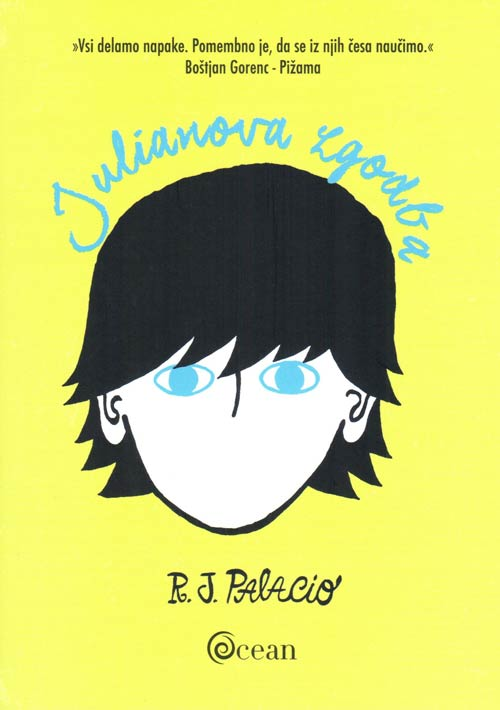 »Vsi delamo napake. Pomembno je, da se iz njih česa naučimo.«
Boštjan Gorenc - Pižama
Julianova zgodba
R. J. PALACIO
Ocean